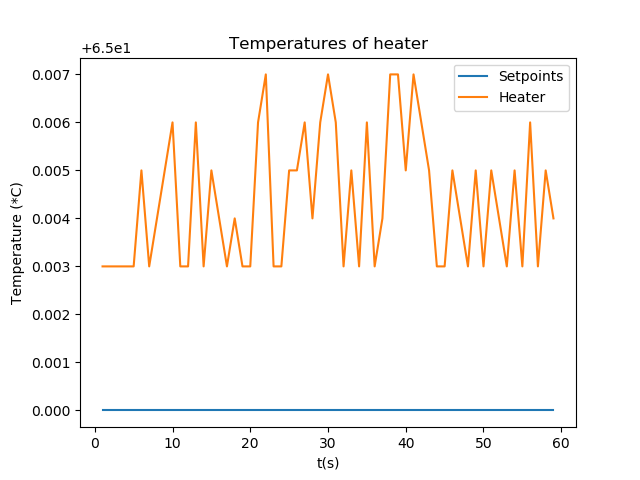 Temperatures of heater
+6.5e1
Setpoints
Heater
0.007
0.006
0.005
0.004
0.003
0.002
0.001
0.000
Temperature (*C)
0 10 20 30 40 50 60
t(s)